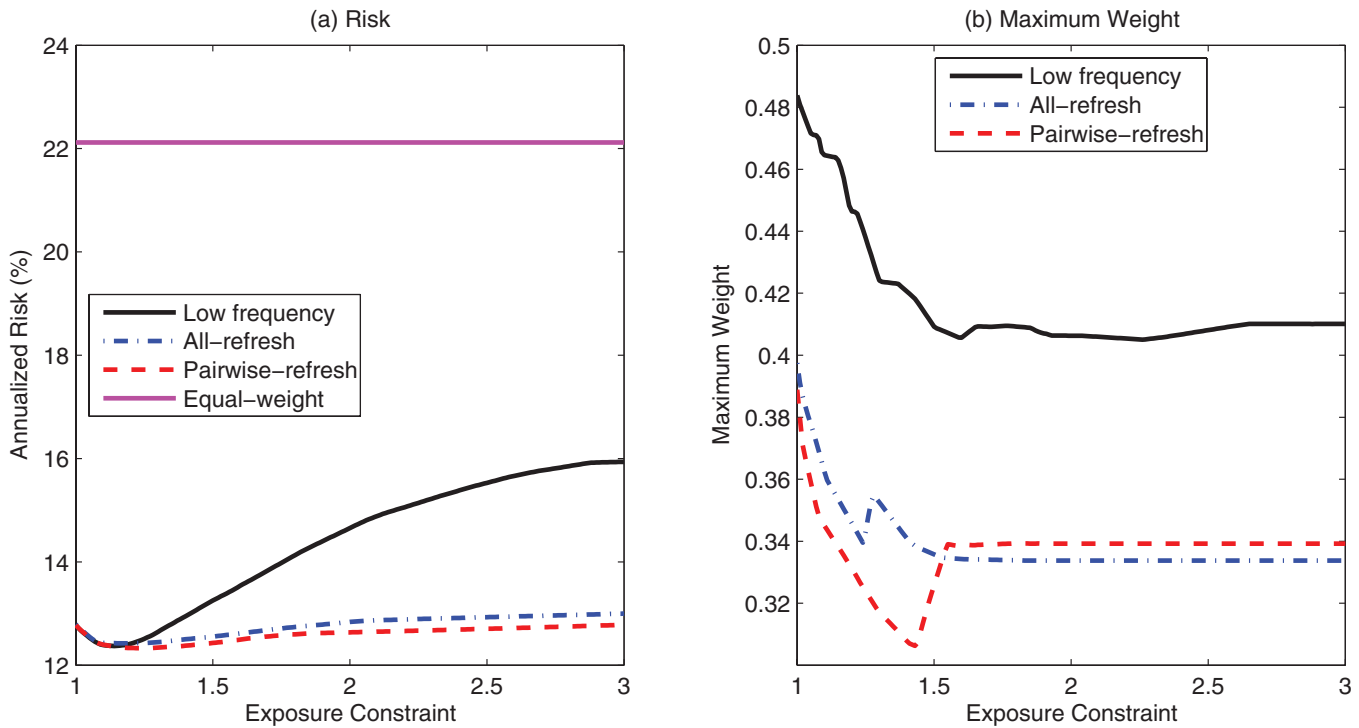 (a) Risk
24
22
20
18
16
14
12
Annualized Risk (%)
Low frequency
All−refresh
Pairwise−refresh
Equal−weight
1
1.5
2
2.5
3
Exposure Constraint
(b) Maximum Weight
0.5
0.48
0.46
0.44
0.42
0.4
0.38
0.36
0.34
0.32
Maximum Weight
Low frequency
All−refresh
Pairwise−refresh
1
1.5
2
2.5
3
Exposure Constraint